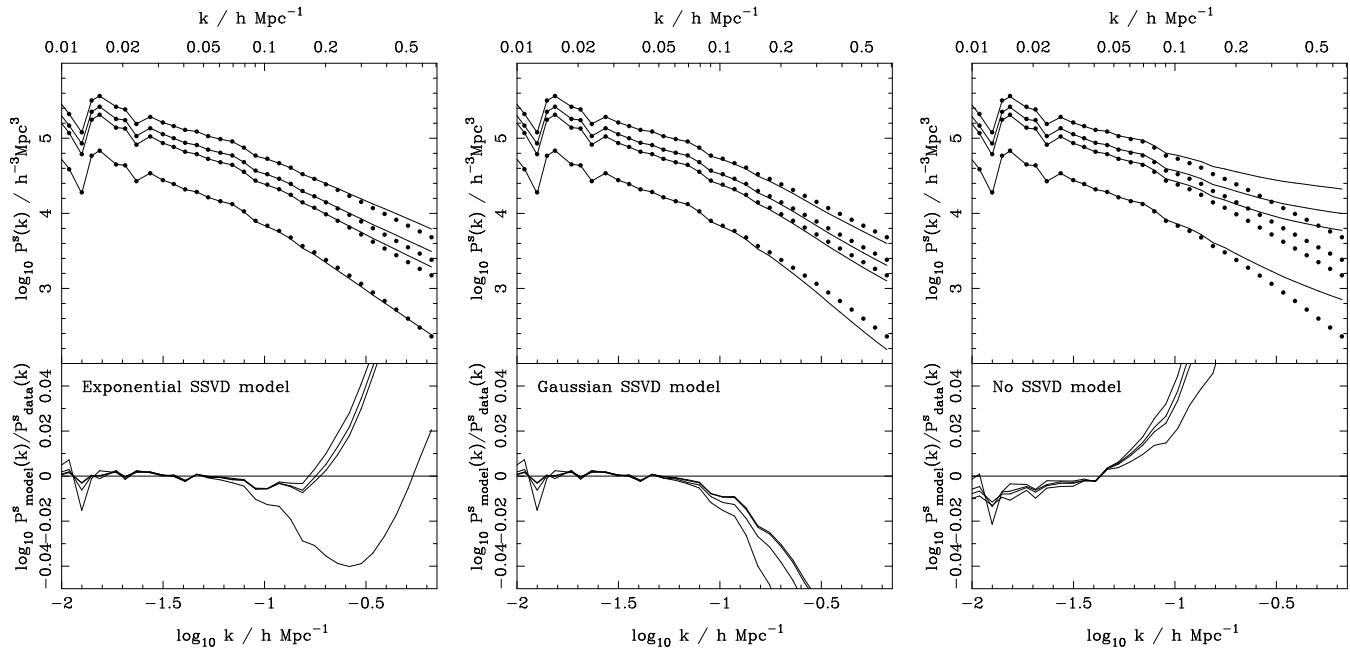 k / h Mpc⁻¹ k / h Mpc⁻¹ k / h Mpc⁻¹
0.01 0.02 0.05 0.1 0.2 0.5 0.01 0.02 0.05 0.1 0.2 0.5 0.01 0.02 0.05 0.1 0.2 0.5
log₁₀ Pˢ(k) / h⁻³Mpc³ log₁₀ Pˢ(k) / h⁻³Mpc³ log₁₀ Pˢ(k) / h⁻³Mpc³
5 5 5
4 4 4
3 3 3
log₁₀ Pˢmodel(k)/Pˢdata(k) log₁₀ Pˢmodel(k)/Pˢdata(k) log₁₀ Pˢmodel(k)/Pˢdata(k)
0.04 0.04 0.04
Exponential SSVD model Gaussian SSVD model No SSVD model
0.02 0.02 0.02
0 0 0
−0.02 −0.02 −0.02
−0.04 −0.04 −0.04
−2 −1.5 −1 −0.5 −2 −1.5 −1 −0.5 −2 −1.5 −1 −0.5
log₁₀ k / h Mpc⁻¹ log₁₀ k / h Mpc⁻¹ log₁₀ k / h Mpc⁻¹